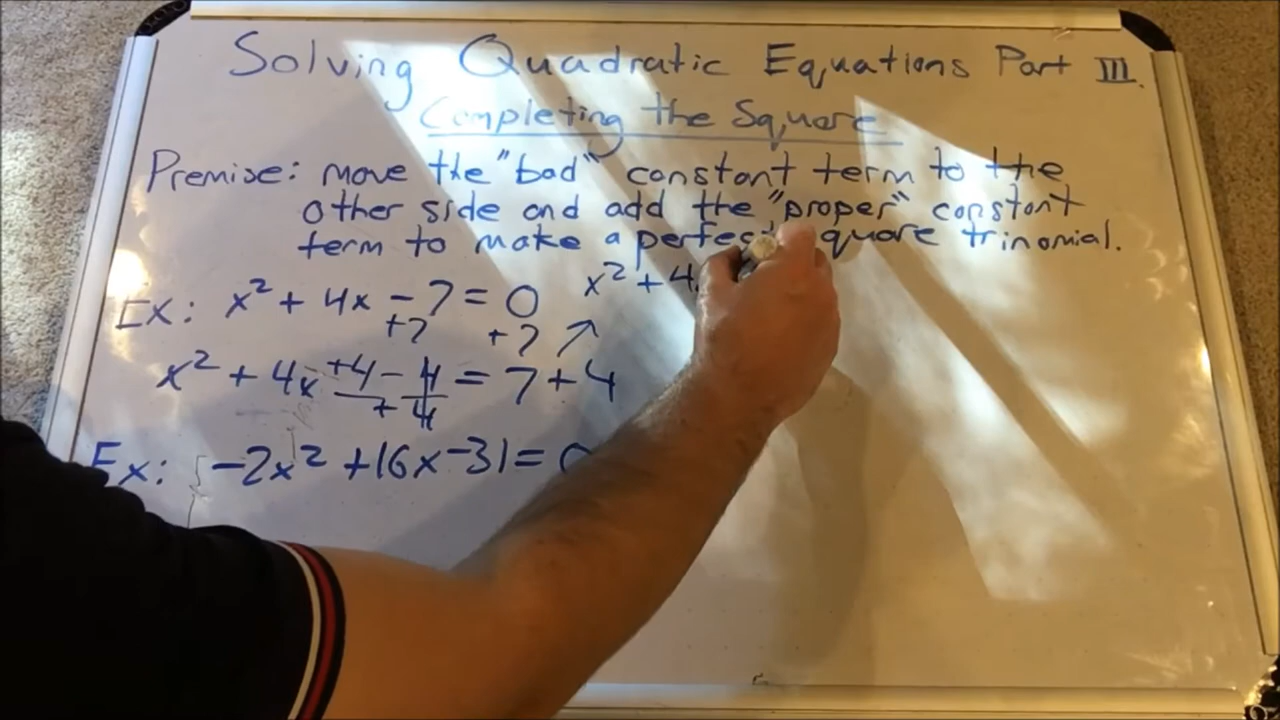 Solving Quadratic Equations Part III
Completing the Square
Premise: move the "bad" constant term to the
other side and add the "proper" constant
term to make a perfect square trinomial.
x² + 4
Ex: x² + 4x - 7 = 0
+7 +7 ↗
x² + 4x +4 - 4 = 7 + 4
+ 4
Ex: -2x² +16x -31 = 0